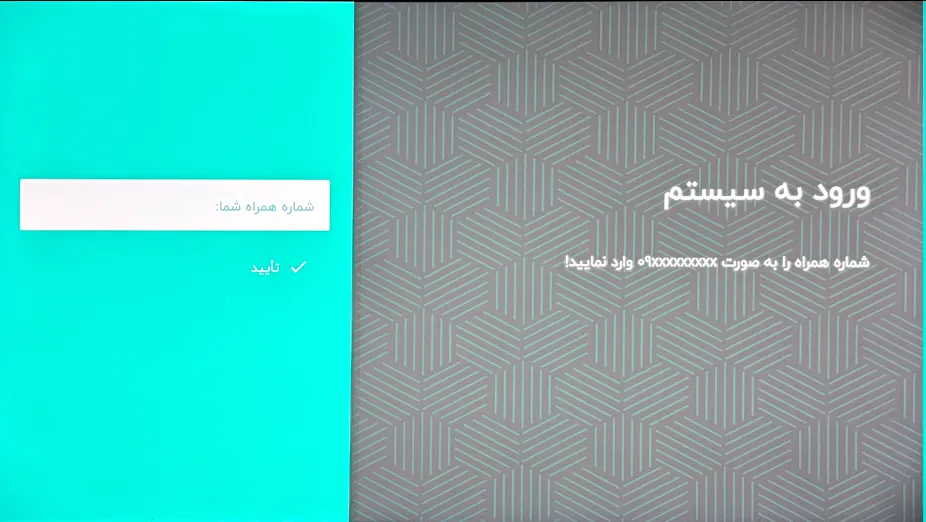 ورود به سیستم
شماره همراه را به صورت ۰۹xxxxxxxxx وارد نمایید!
شماره همراه شما:
تأیید